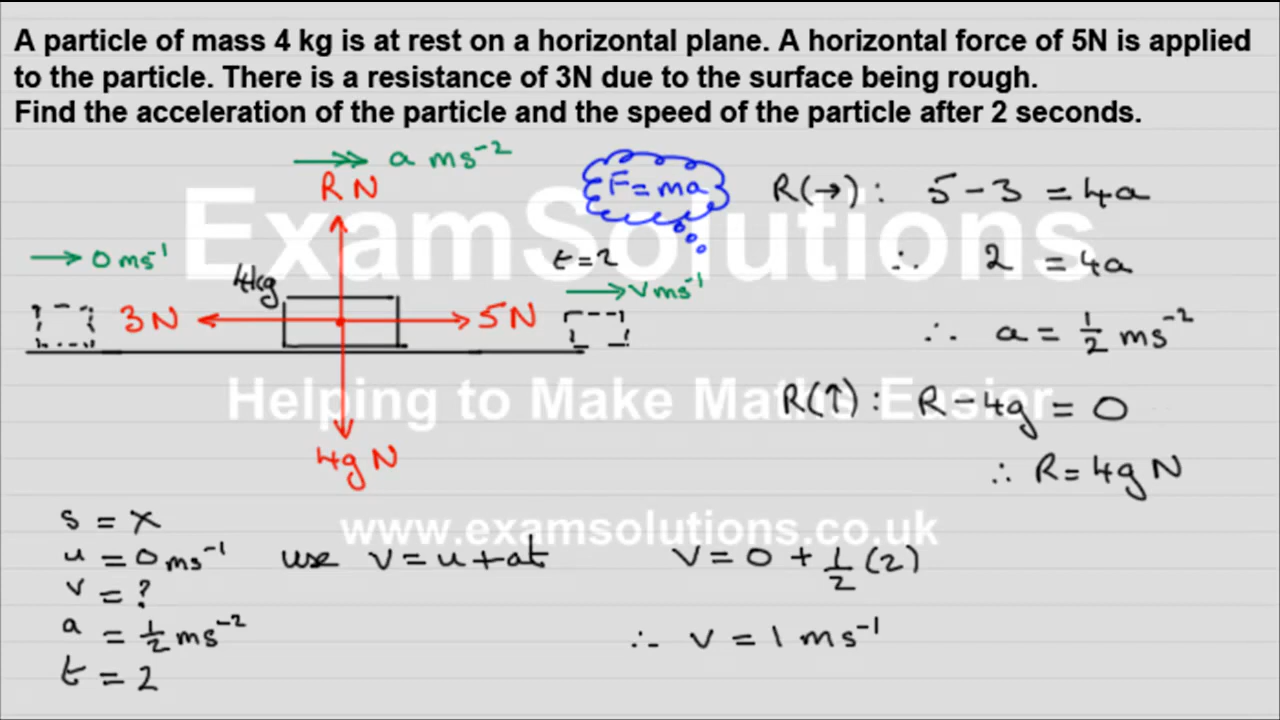 A particle of mass 4 kg is at rest on a horizontal plane. A horizontal force of 5N is applied
to the particle. There is a resistance of 3N due to the surface being rough.
Find the acceleration of the particle and the speed of the particle after 2 seconds.
a ms⁻²
R N
F = ma
R(→) : 5 - 3 = 4a
ExamSolutions
0 ms⁻¹
4kg
t = 2
∴ 2 = 4a
v ms⁻¹
3N
5N
∴ a = ½ ms⁻²
Helping to Make Maths Easier
R(↑) : R - 4g = 0
4g N
∴ R = 4g N
www.examsolutions.co.uk
s = X
u = 0 ms⁻¹ use v = u + at v = 0 + ½ (2)
v = ?
a = ½ ms⁻² ∴ v = 1 ms⁻¹
t = 2